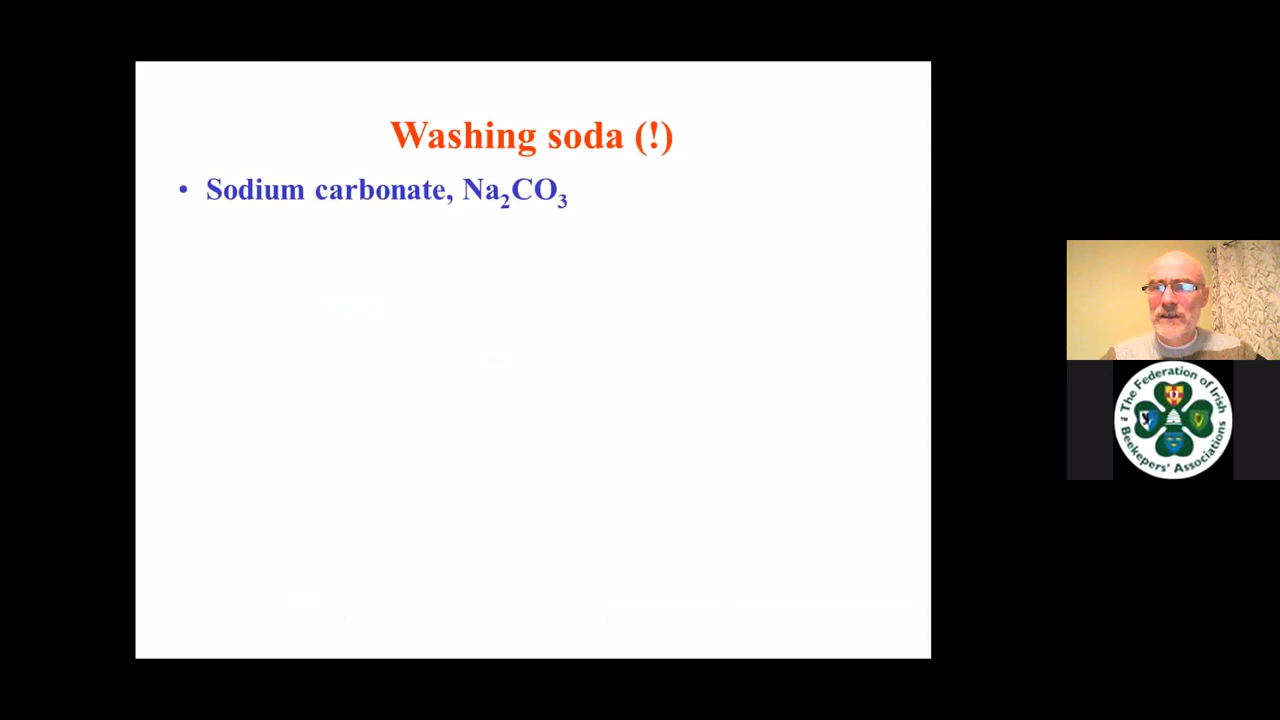 Washing soda (!)
• Sodium carbonate, Na₂CO₃
The Federation of Irish
Beekepers' Associations